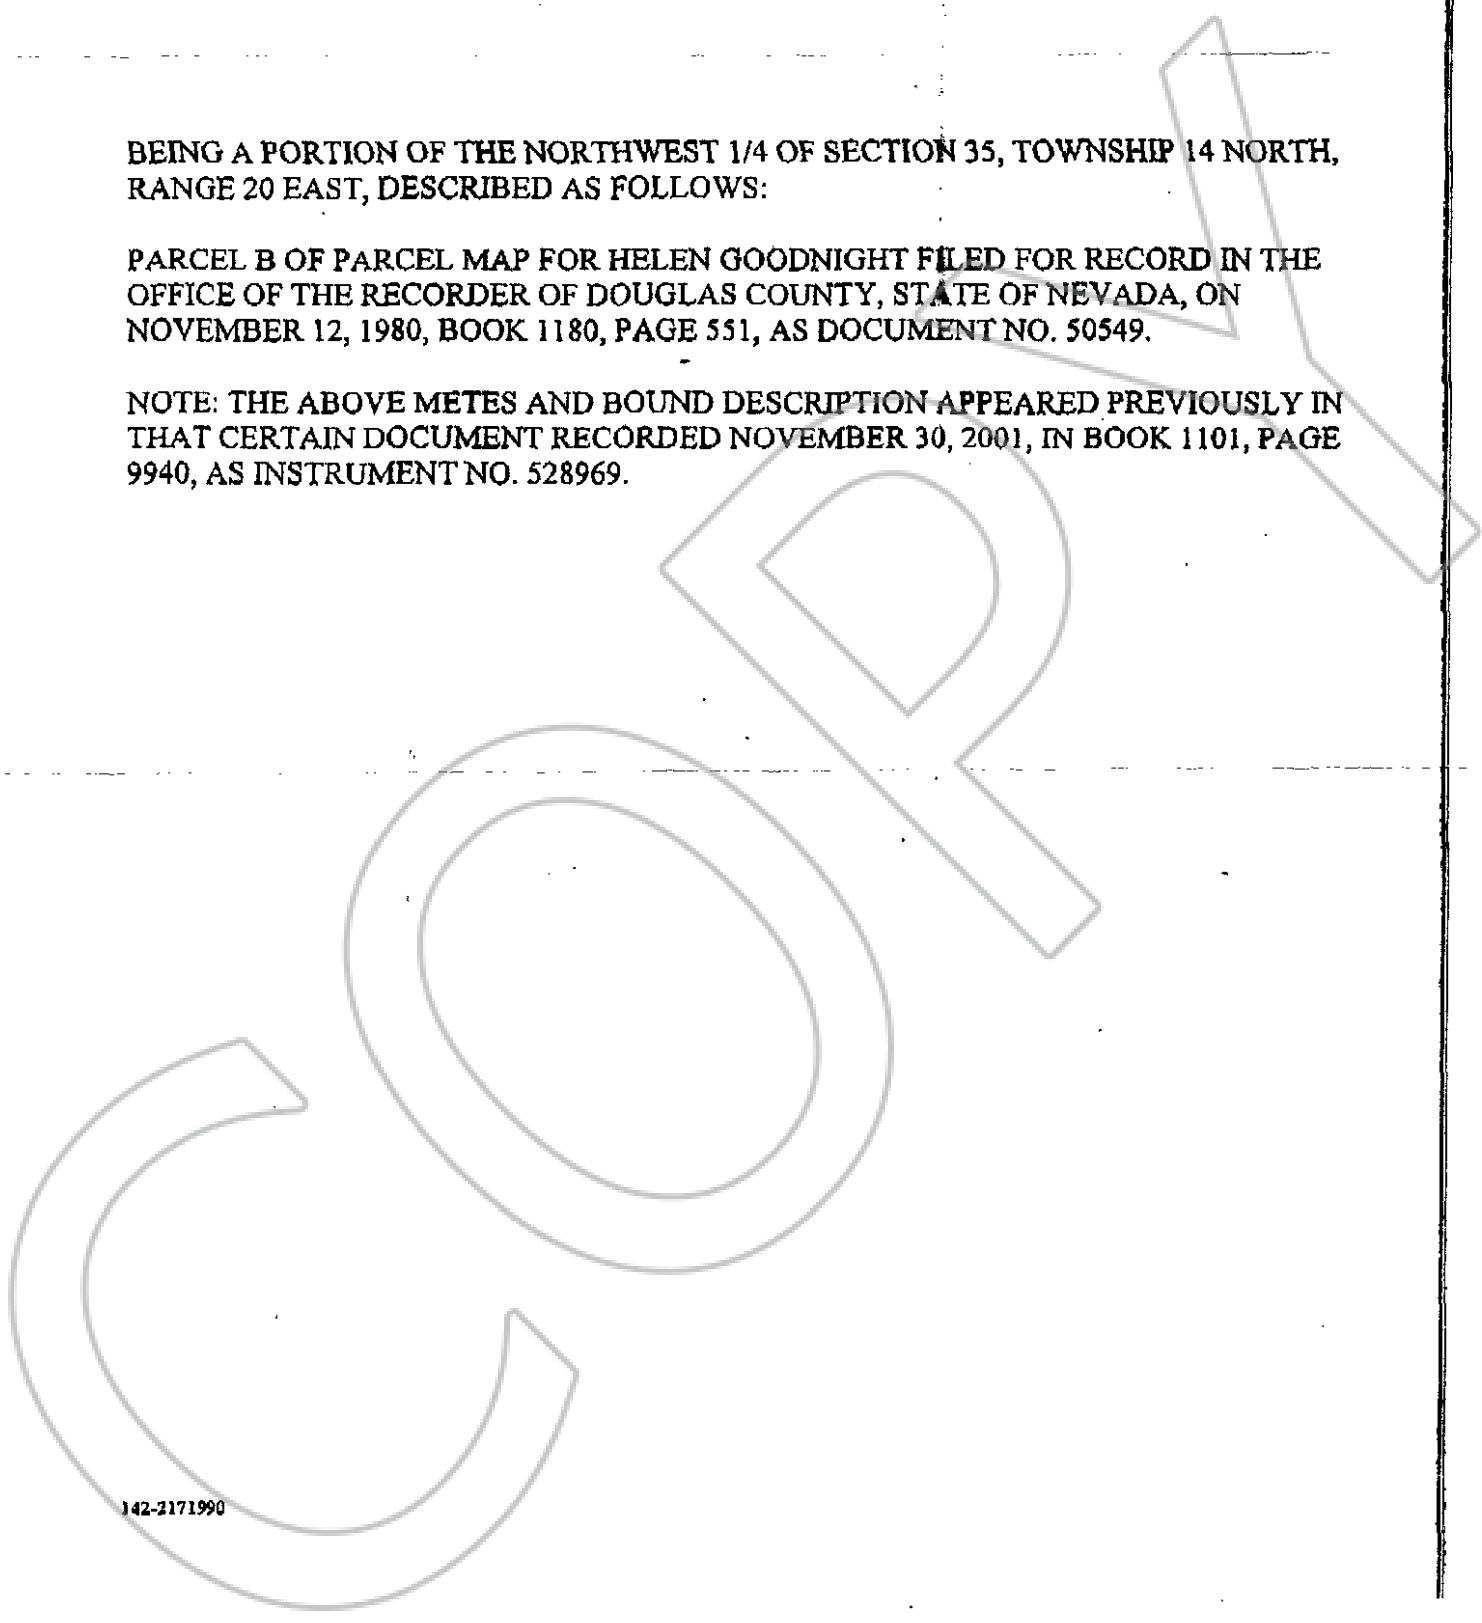 BEING A PORTION OF THE NORTHWEST 1/4 OF SECTION 35, TOWNSHIP 14 NORTH,
RANGE 20 EAST, DESCRIBED AS FOLLOWS:
PARCEL B OF PARCEL MAP FOR HELEN GOODNIGHT FILED FOR RECORD IN THE
OFFICE OF THE RECORDER OF DOUGLAS COUNTY, STATE OF NEVADA, ON
NOVEMBER 12, 1980, BOOK 1180, PAGE 551, AS DOCUMENT NO. 50549.
NOTE: THE ABOVE METES AND BOUND DESCRIPTION APPEARED PREVIOUSLY IN
THAT CERTAIN DOCUMENT RECORDED NOVEMBER 30, 2001, IN BOOK 1101, PAGE
9940, AS INSTRUMENT NO. 528969.
COPY
142-2171990